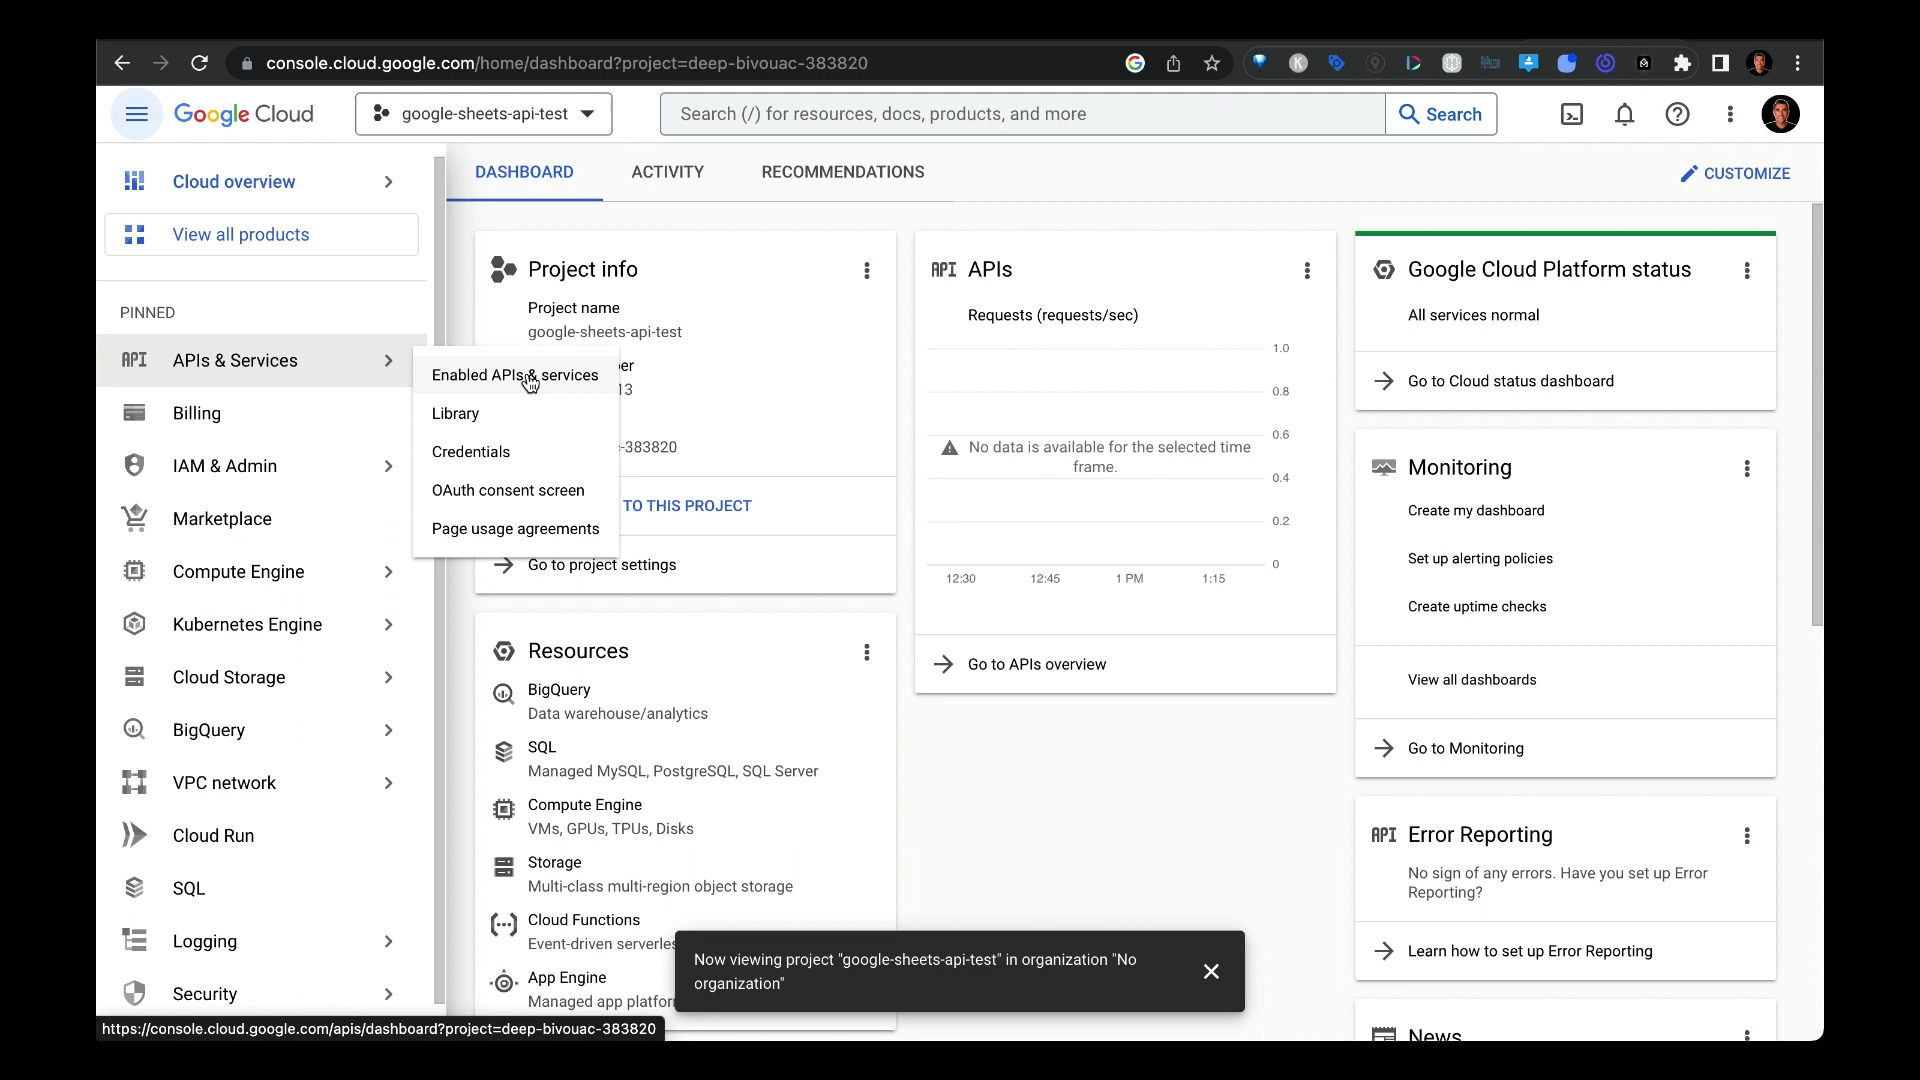 console.cloud.google.com/home/dashboard?project=deep-bivouac-383820
Google Cloud
google-sheets-api-test
Search (/) for resources, docs, products, and more
Search
Cloud overview
View all products
PINNED
API APIs & Services
Billing
IAM & Admin
Marketplace
Compute Engine
Kubernetes Engine
Cloud Storage
BigQuery
VPC network
Cloud Run
SQL
Logging
Security
Enabled APIs & services
Library
Credentials
OAuth consent screen
Page usage agreements
DASHBOARD
ACTIVITY
RECOMMENDATIONS
CUSTOMIZE
Project info
Project name
google-sheets-api-test
er
13
-383820
TO THIS PROJECT
Go to project settings
Resources
BigQuery
Data warehouse/analytics
SQL
Managed MySQL, PostgreSQL, SQL Server
Compute Engine
VMs, GPUs, TPUs, Disks
Storage
Multi-class multi-region object storage
Cloud Functions
Event-driven serverles
App Engine
Managed app platfor
API APIs
Requests (requests/sec)
1.0
0.8
0.6
No data is available for the selected time
frame.
0.4
0.2
0
12:30 12:45 1 PM 1:15
Go to APIs overview
Google Cloud Platform status
All services normal
Go to Cloud status dashboard
Monitoring
Create my dashboard
Set up alerting policies
Create uptime checks
View all dashboards
Go to Monitoring
API Error Reporting
No sign of any errors. Have you set up Error
Reporting?
Learn how to set up Error Reporting
News
Now viewing project "google-sheets-api-test" in organization "No
organization"
https://console.cloud.google.com/apis/dashboard?project=deep-bivouac-383820